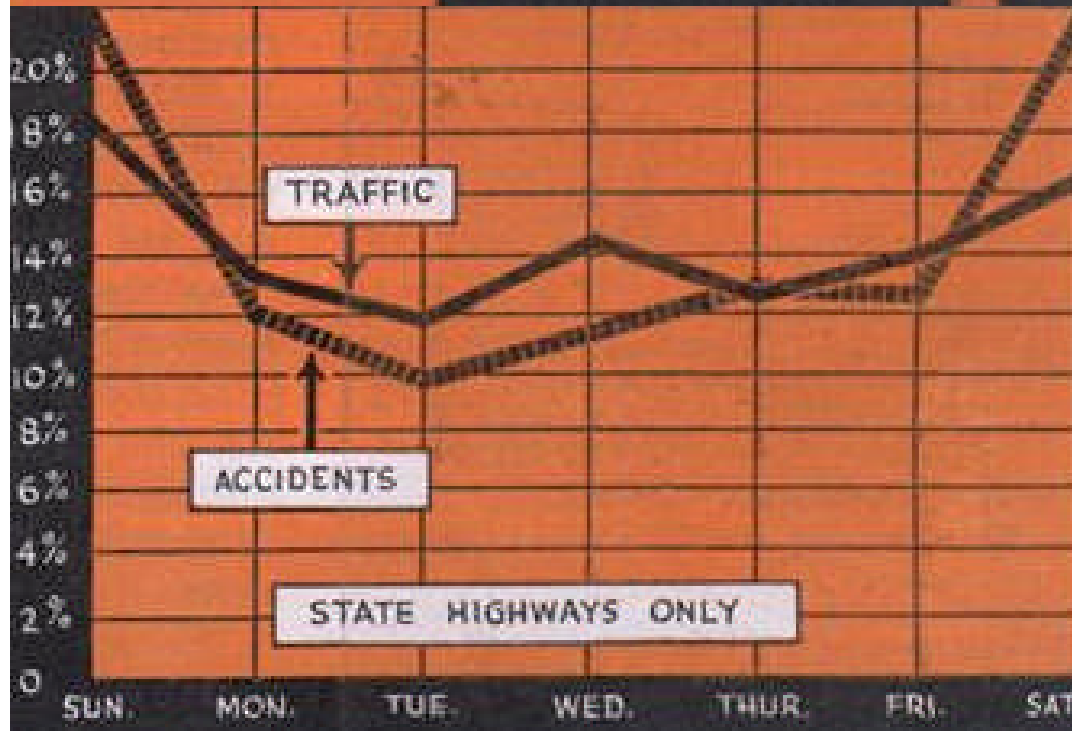 20%
18%
16%
14%
12%
10%
8%
6%
4%
2%
0
TRAFFIC
ACCIDENTS
STATE HIGHWAYS ONLY
SUN. MON. TUE. WED. THUR. FRI. SAT